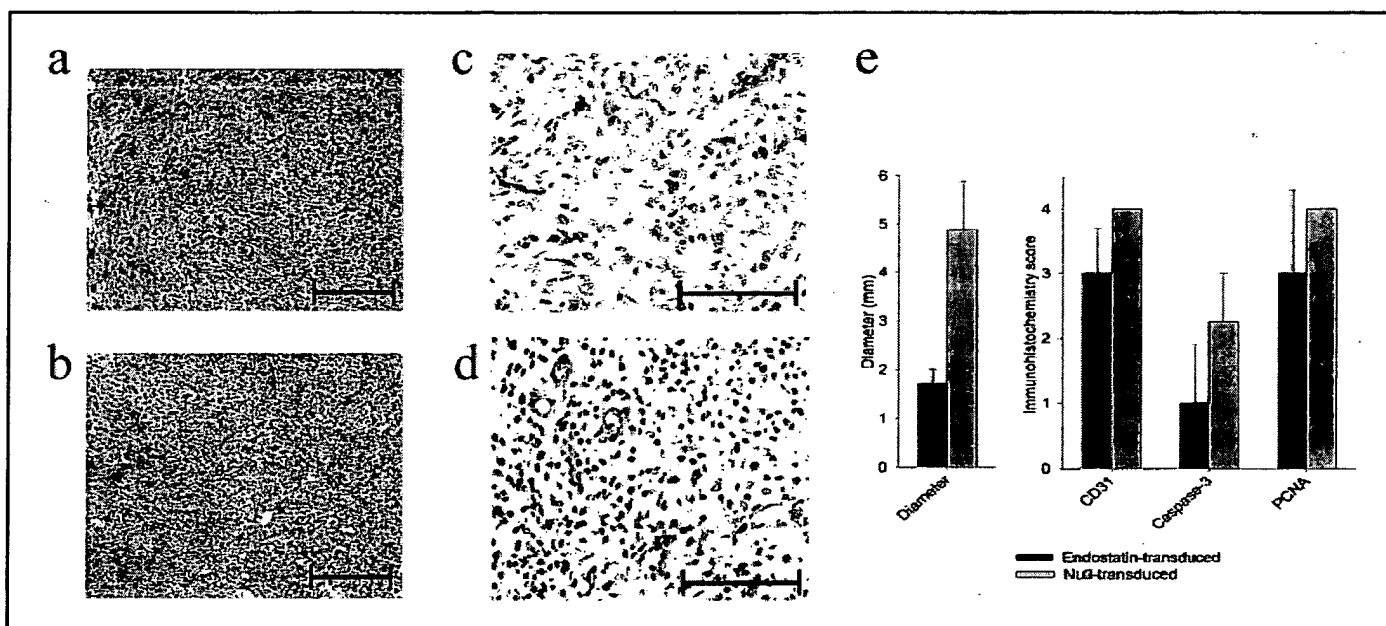 a
c
e
b
d
Diameter (mm)
6
5
4
3
2
1
0
Diameter
Immunohistochemistry score
4
3
2
1
0
CD31
Caspase-3
PCNA
Endostatin-transduced
NuG-transduced